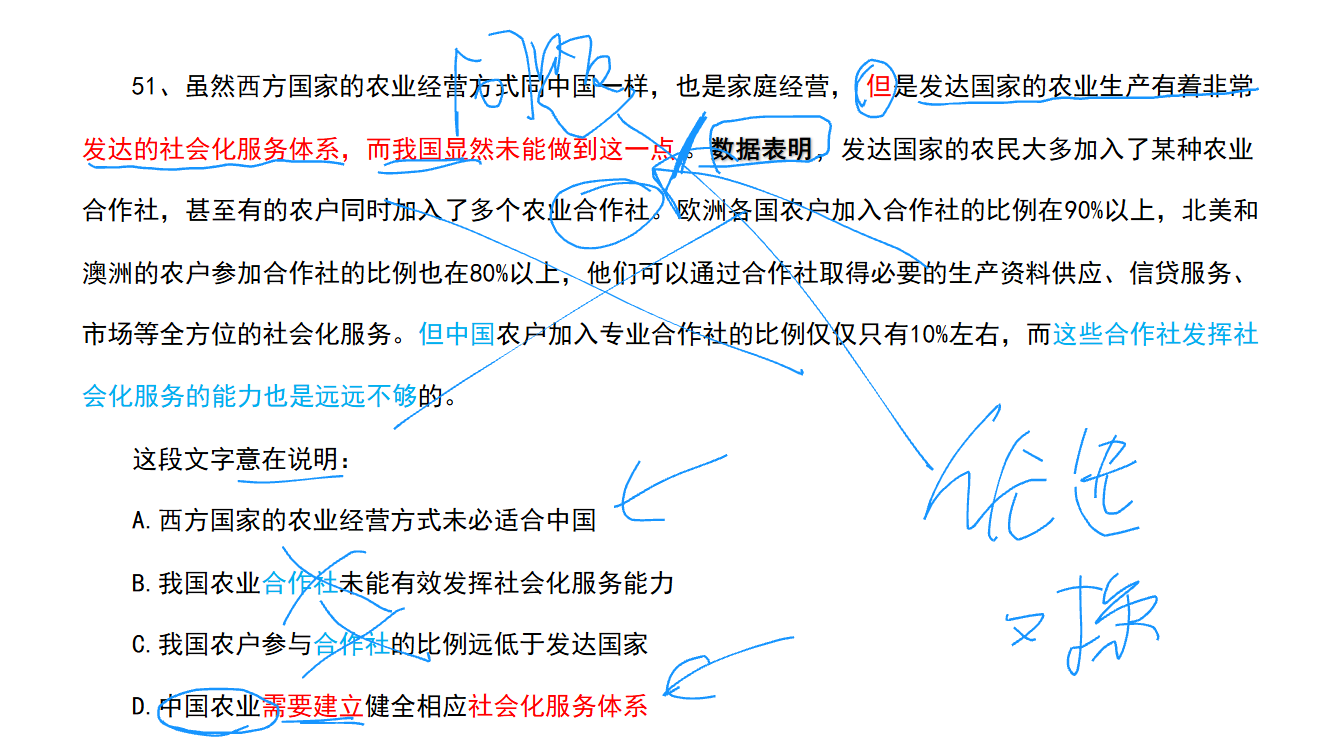 51、虽然西方国家的农业经营方式同中国一样，也是家庭经营，但是发达国家的农业生产有着非常
发达的社会化服务体系，而我国显然未能做到这一点。数据表明，发达国家的农民大多加入了某种农业
合作社，甚至有的农户同时加入了多个农业合作社。欧洲各国农户加入合作社的比例在90%以上，北美和
澳洲的农户参加合作社的比例也在80%以上，他们可以通过合作社取得必要的生产资料供应、信贷服务、
市场等全方位的社会化服务。但中国农户加入专业合作社的比例仅仅只有10%左右，而这些合作社发挥社
会化服务的能力也是远远不够的。
这段文字意在说明：
A.西方国家的农业经营方式未必适合中国
B.我国农业合作社未能有效发挥社会化服务能力
C.我国农户参与合作社的比例远低于发达国家
D.中国农业需要建立健全相应社会化服务体系
问题